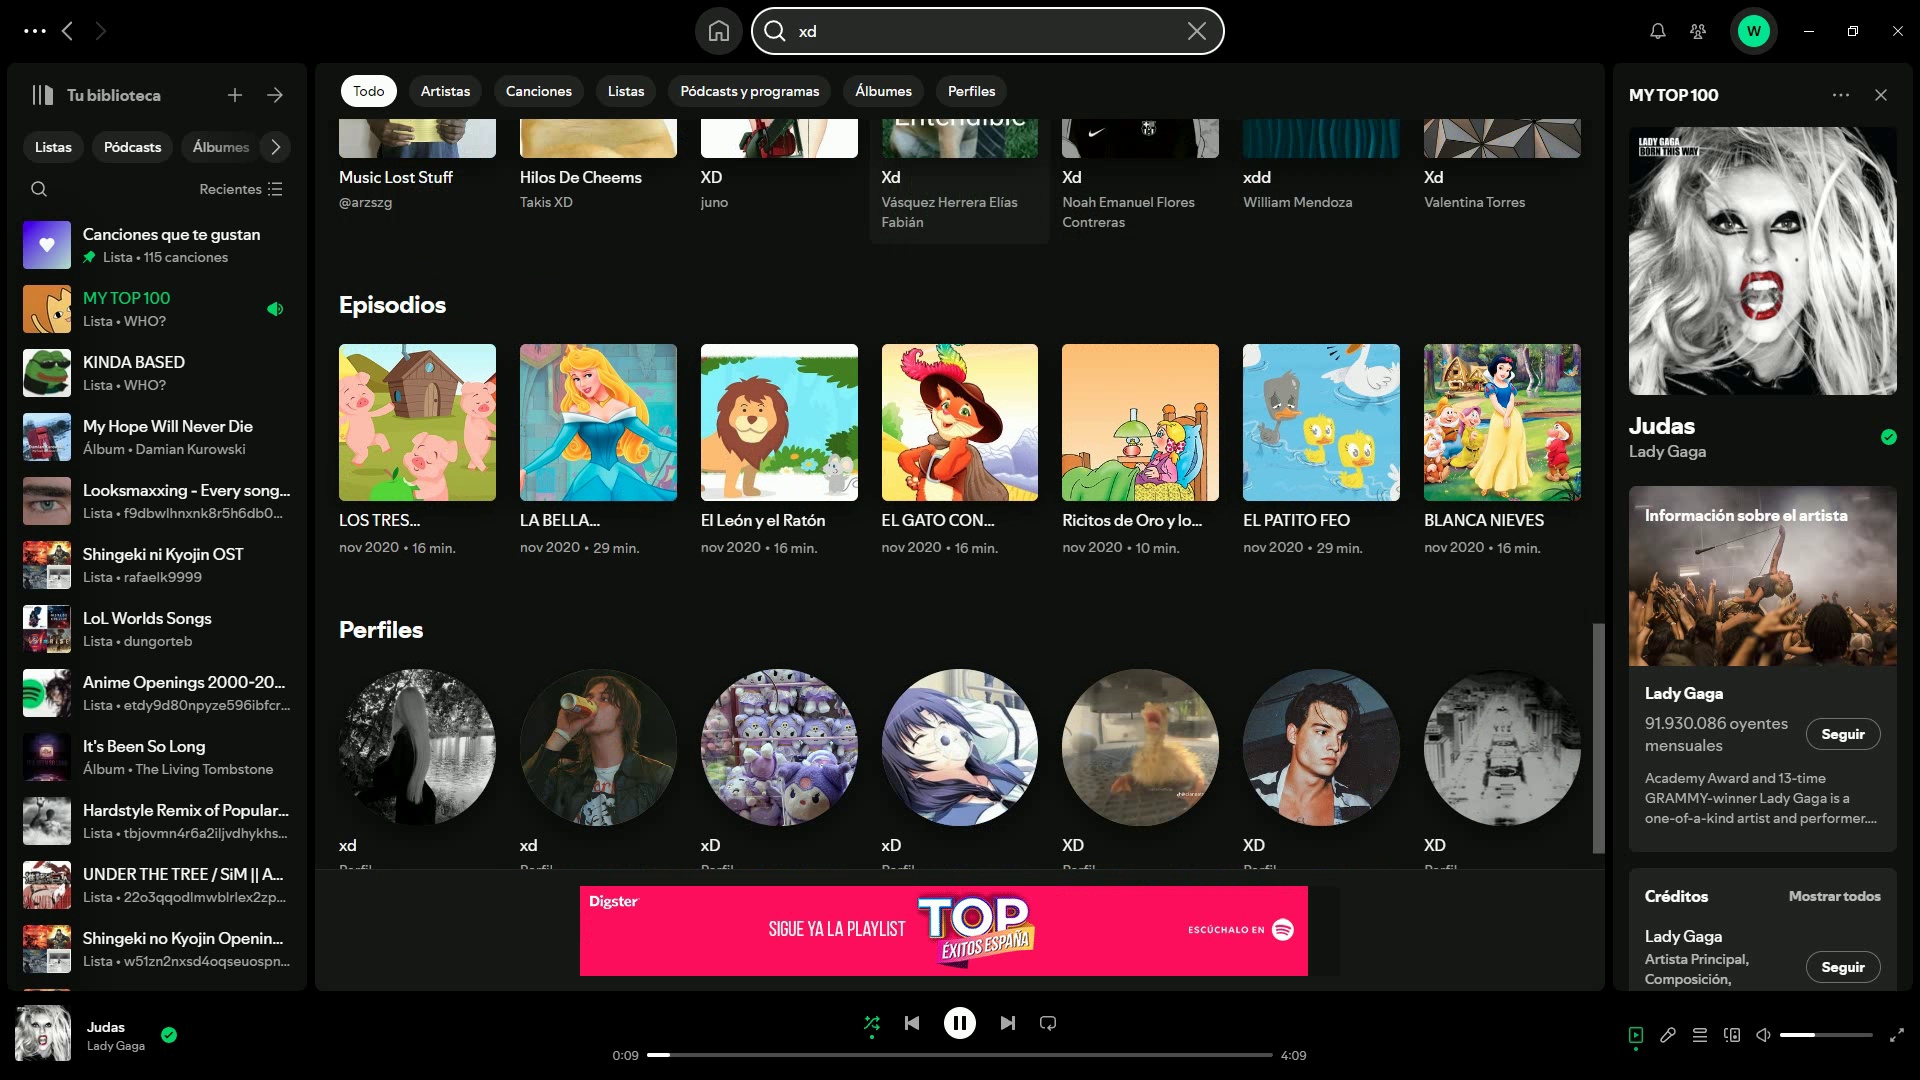 xd
W
Tu biblioteca
Listas
Pódcasts
Álbumes
Recientes
Canciones que te gustan
Lista • 115 canciones
MY TOP 100
Lista • WHO?
KINDA BASED
Lista • WHO?
My Hope Will Never Die
Álbum • Damian Kurowski
Looksmaxxing - Every song...
Lista • f9dbwlhnxnk8r5h6db0...
Shingeki ni Kyojin OST
Lista • rafaelk9999
LoL Worlds Songs
Lista • dungorteb
Anime Openings 2000-20...
Lista • etdy9d80npyze596ibfcr...
It's Been So Long
Álbum • The Living Tombstone
Hardstyle Remix of Popular...
Lista • tbjovmn4r6a2iljvdhykhs...
UNDER THE TREE / SiM || A...
Lista • 22o3qqodlmwblrlex2zp...
Shingeki no Kyojin Openin...
Lista • w51zn2nxsd4oqseuospn...
Todo
Artistas
Canciones
Listas
Pódcasts y programas
Álbumes
Perfiles
Entendible
Music Lost Stuff
@arzszg
Hilos De Cheems
Takis XD
XD
juno
Xd
Vásquez Herrera Elías
Fabián
Xd
Noah Emanuel Flores
Contreras
xdd
William Mendoza
Xd
Valentina Torres
Episodios
LOS TRES...
nov 2020 • 16 min.
LA BELLA...
nov 2020 • 29 min.
El León y el Ratón
nov 2020 • 16 min.
EL GATO CON...
nov 2020 • 16 min.
Ricitos de Oro y lo...
nov 2020 • 10 min.
EL PATITO FEO
nov 2020 • 29 min.
BLANCA NIEVES
nov 2020 • 16 min.
Perfiles
xd
Perfil
xd
Perfil
xD
Perfil
xD
Perfil
XD
Perfil
XD
Perfil
XD
Perfil
Digster
SIGUE YA LA PLAYLIST
TOP
ÉXITOS ESPAÑA
ESCÚCHALO EN
MY TOP 100
LADY GAGA
BORN THIS WAY
Judas
Lady Gaga
Información sobre el artista
Lady Gaga
91.930.086 oyentes
mensuales
Seguir
Academy Award and 13-time
GRAMMY-winner Lady Gaga is a
one-of-a-kind artist and performer....
Créditos
Mostrar todos
Lady Gaga
Artista Principal,
Composición,
Seguir
Judas
Lady Gaga
0:09
4:09